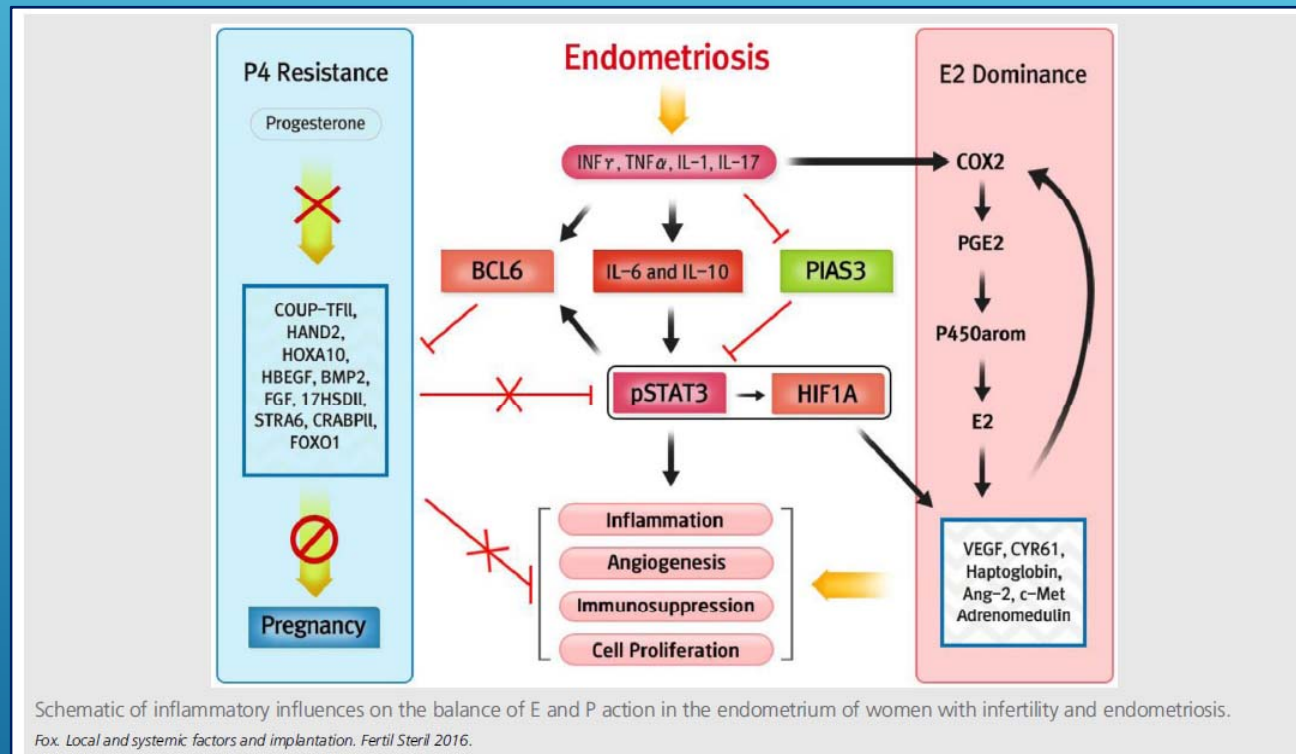 P4 Resistance
Progesterone
COUP-TFII,
HAND2,
HOXA10,
HBEGF, BMP2,
FGF, 17HSDII,
STRA6, CRABPII,
FOXO1
Pregnancy
Endometriosis
INFγ, TNFα, IL-1, IL-17
BCL6
IL-6 and IL-10
PIAS3
pSTAT3
HIF1A
Inflammation
Angiogenesis
Immunosuppression
Cell Proliferation
E2 Dominance
COX2
PGE2
P450arom
E2
VEGF, CYR61,
Haptoglobin,
Ang-2, c-Met
Adrenomedulin
Schematic of inflammatory influences on the balance of E and P action in the endometrium of women with infertility and endometriosis.
Fox. Local and systemic factors and implantation. Fertil Steril 2016.